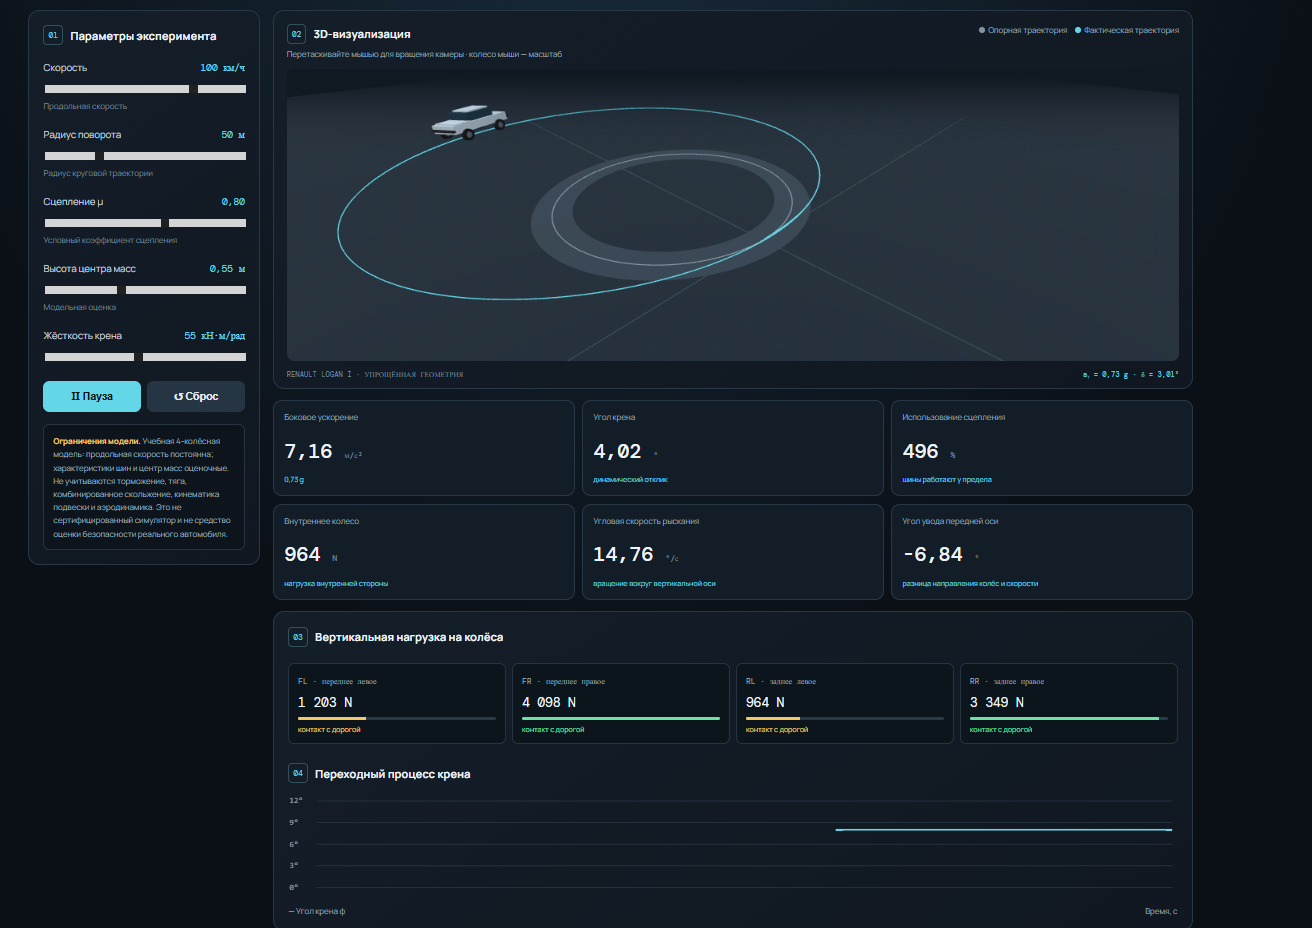 01 Параметры эксперимента
Скорость 100 км/ч
Продольная скорость
Радиус поворота 50 м
Радиус круговой траектории
Сцепление μ 0,80
Условный коэффициент сцепления
Высота центра масс 0,55 м
Модельная оценка
Жёсткость крена 55 кН·м/рад
II Пауза
↺ Сброс
Ограничения модели. Учебная 4-колёсная
модель: продольная скорость постоянна;
характеристики шин и центр масс оценочные.
Не учитываются торможение, тяга,
комбинированное скольжение, кинематика
подвески и аэродинамика. Это не
сертифицированный симулятор и не средство
оценки безопасности реального автомобиля.
02 3D-визуализация
Опорная траектория Фактическая траектория
Перетаскивайте мышью для вращения камеры · колесо мыши — масштаб
RENAULT LOGAN I · УПРОЩЁННАЯ ГЕОМЕТРИЯ
aᵧ = 0,73 g · δ = 3,01°
Боковое ускорение
7,16 м/с²
0,73 g
Угол крена
4,02 °
динамический отклик
Использование сцепления
496 %
шины работают у предела
Внутреннее колесо
964 N
нагрузка внутренней стороны
Угловая скорость рыскания
14,76 °/с
вращение вокруг вертикальной оси
Угол увода передней оси
-6,84 °
разница направления колёс и скорости
03 Вертикальная нагрузка на колёса
FL · переднее левое
1 203 N
контакт с дорогой
FR · переднее правое
4 098 N
контакт с дорогой
RL · заднее левое
964 N
контакт с дорогой
RR · заднее правое
3 349 N
контакт с дорогой
04 Переходный процесс крена
12°
9°
6°
3°
0°
— Угол крена φ
Время, с